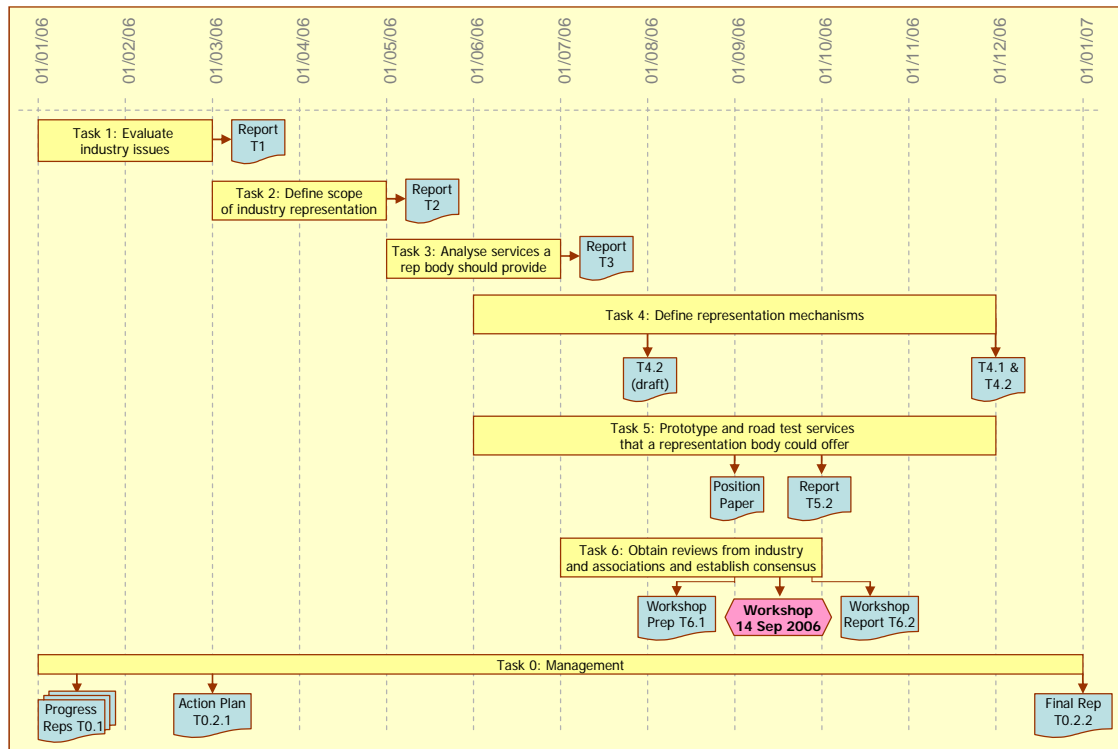 01/01/06
01/02/06
01/03/06
01/04/06
01/05/06
01/06/06
01/07/06
01/08/06
01/09/06
01/10/06
01/11/06
01/12/06
01/01/07
Task 1: Evaluate
industry issues
Report
T1
Task 2: Define scope
of industry representation
Report
T2
Task 3: Analyse services a
rep body should provide
Report
T3
Task 4: Define representation mechanisms
T4.2
(draft)
T4.1 &
T4.2
Task 5: Prototype and road test services
that a representation body could offer
Position
Paper
Report
T5.2
Task 6: Obtain reviews from industry
and associations and establish consensus
Workshop
Prep T6.1
Workshop
14 Sep 2006
Workshop
Report T6.2
Task 0: Management
Progress
Reps T0.1
Action Plan
T0.2.1
Final Rep
T0.2.2